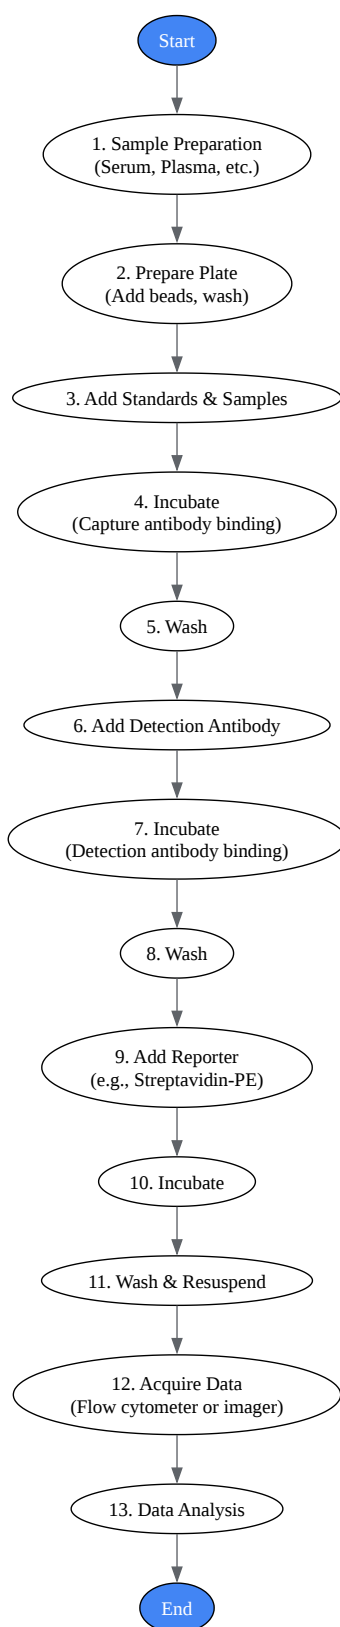 Start
1. Sample Preparation
(Serum, Plasma, etc.)
2. Prepare Plate
(Add beads, wash)
3. Add Standards & Samples
4. Incubate
(Capture antibody binding)
5. Wash
6. Add Detection Antibody
7. Incubate
(Detection antibody binding)
8. Wash
9. Add Reporter
(e.g., Streptavidin-PE)
10. Incubate
11. Wash & Resuspend
12. Acquire Data
(Flow cytometer or imager)
13. Data Analysis
End